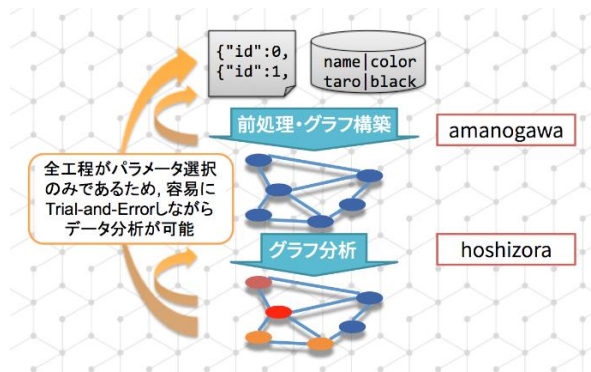 {"id":0,
{"id":1,
name|color
taro|black
前処理・グラフ構築
amanogawa
全工程がパラメータ選択
のみであるため, 容易に
Trial-and-Errorしながら
データ分析が可能
グラフ分析
hoshizora